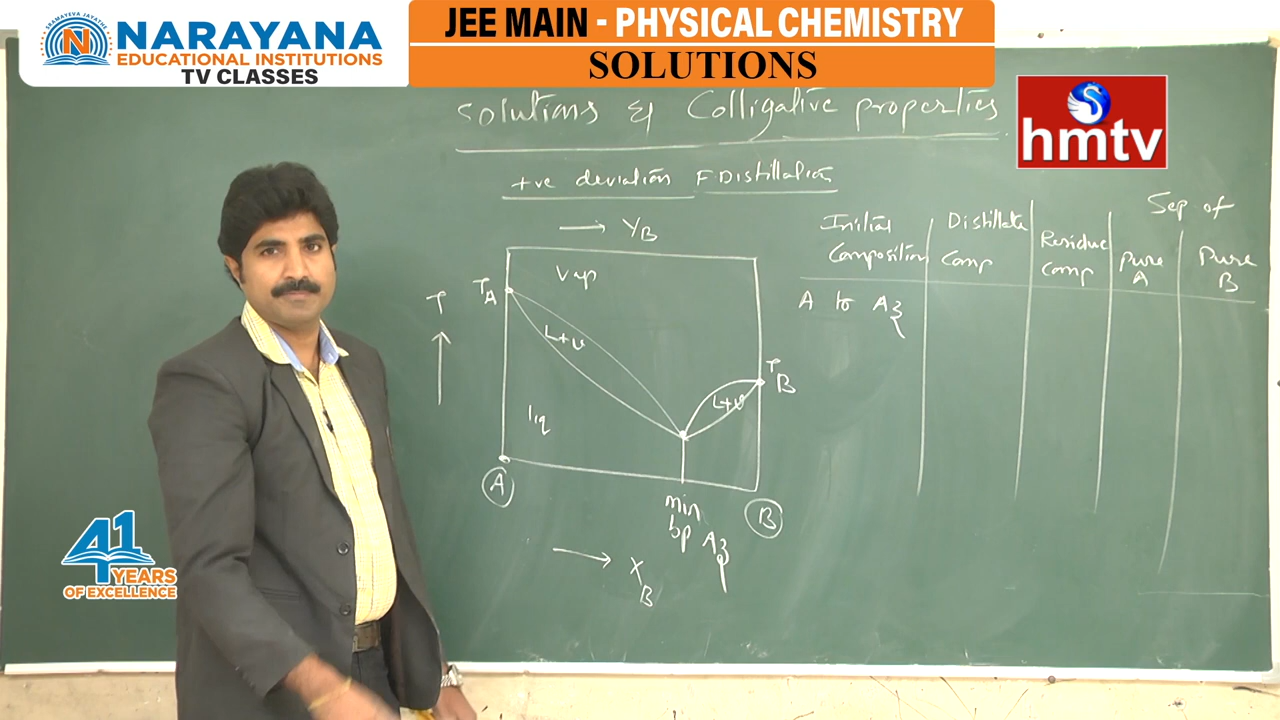 SRAMAYEVA JAYATHE
N
NARAYANA
EDUCATIONAL INSTITUTIONS
TV CLASSES
JEE MAIN - PHYSICAL CHEMISTRY
SOLUTIONS
hmtv
Solutions & Colligative properties
+ve deviation F.Distillation
→ YB
Vap
TA
T
L+V
liq
TB
L+V
A
min
bp Az
B
→ XB
Sep of
Initial Composition
Distillate Comp
Residue Comp
Pure A
Pure B
A to Az
41
YEARS
OF EXCELLENCE